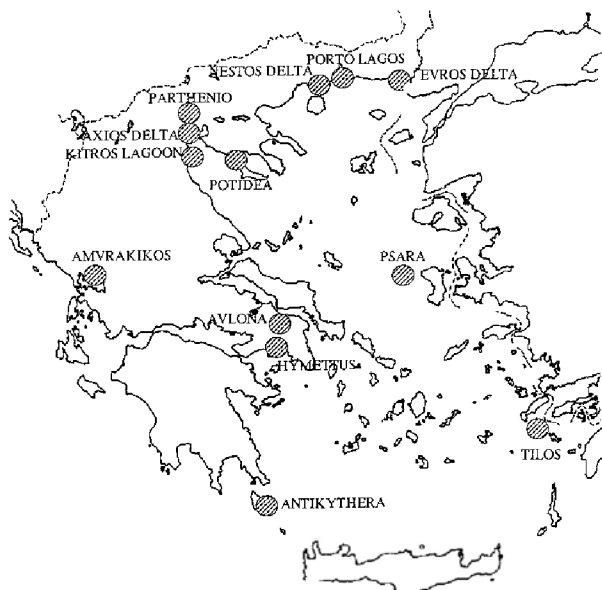 PORTO LAGOS
NESTOS DELTA
EVROS DELTA
PARTHENIO
AXIOS DELTA
KITROS LAGOON
POTIDEA
AMVRAKIKOS
PSARA
AVLONA
HYMETTUS
TILOS
ANTIKYTHERA